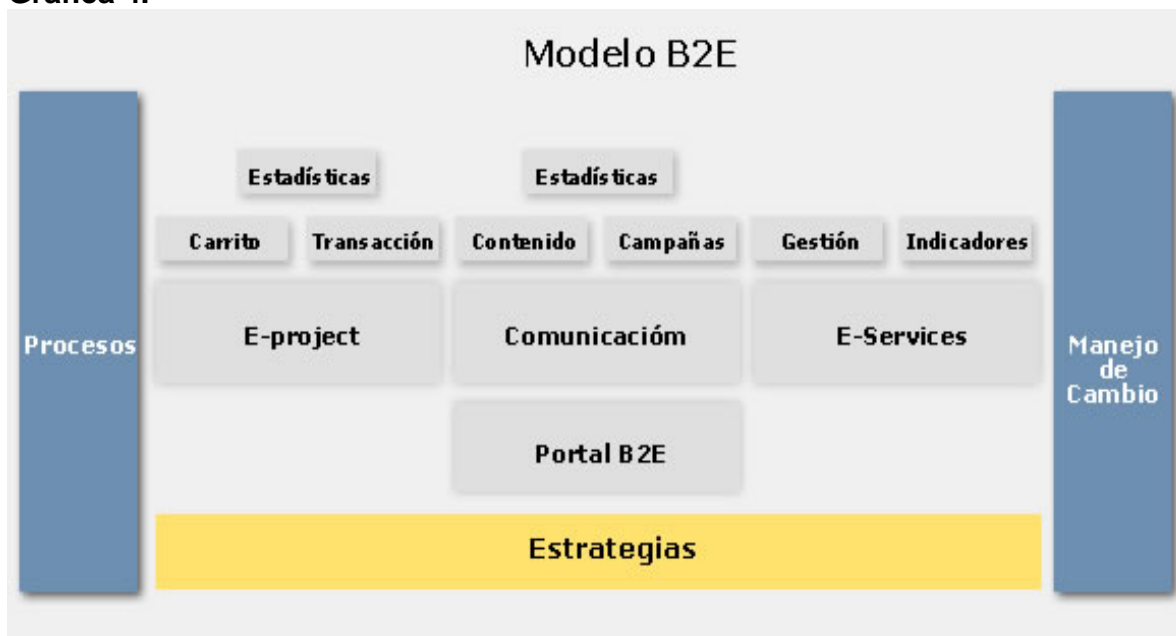 Modelo B2E
Estadísticas
Estadísticas
Carrito
Transacción
Contenido
Campañas
Gestión
Indicadores
Procesos
E-project
Comunicacióm
E-Services
Manejo
de
Cambio
Portal B2E
Estrategias